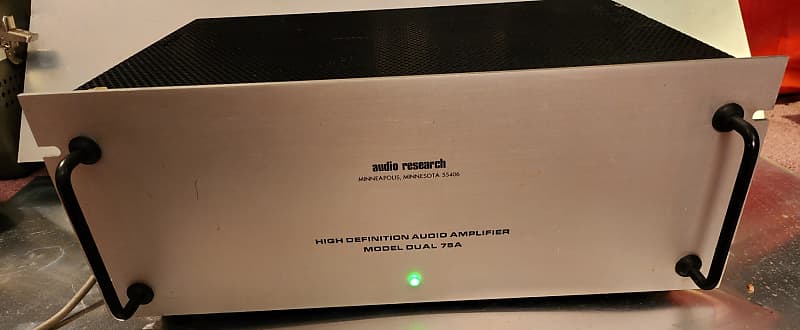 audio research
MINNEAPOLIS, MINNESOTA 55406
HIGH DEFINITION AUDIO AMPLIFIER
MODEL DUAL 75A